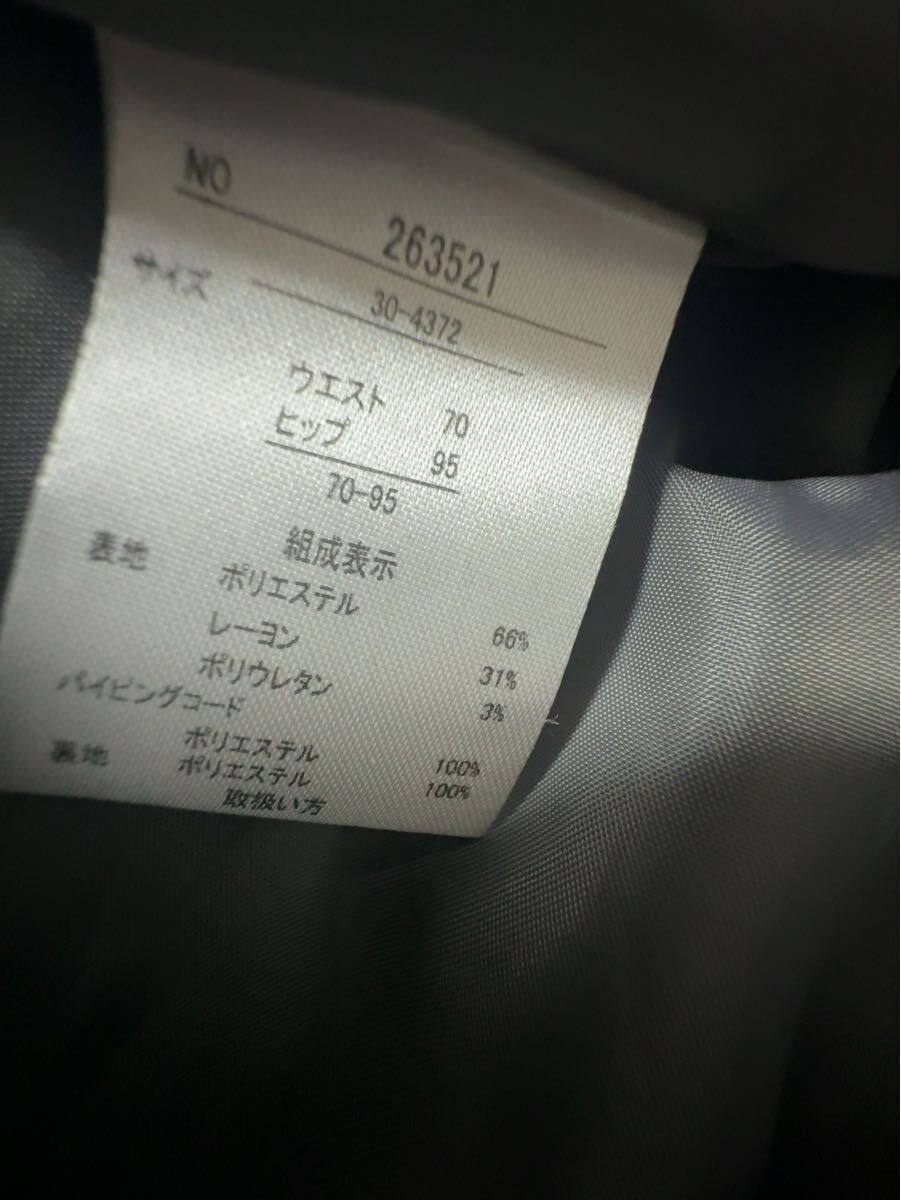 NO
263521
30-4372
サイズ
ウエスト 70
ヒップ 95
70-95
組成表示
表地
ポリエステル 66%
レーヨン 31%
ポリウレタン 3%
パイピングコード
ポリエステル 100%
裏地 ポリエステル 100%
取扱い方